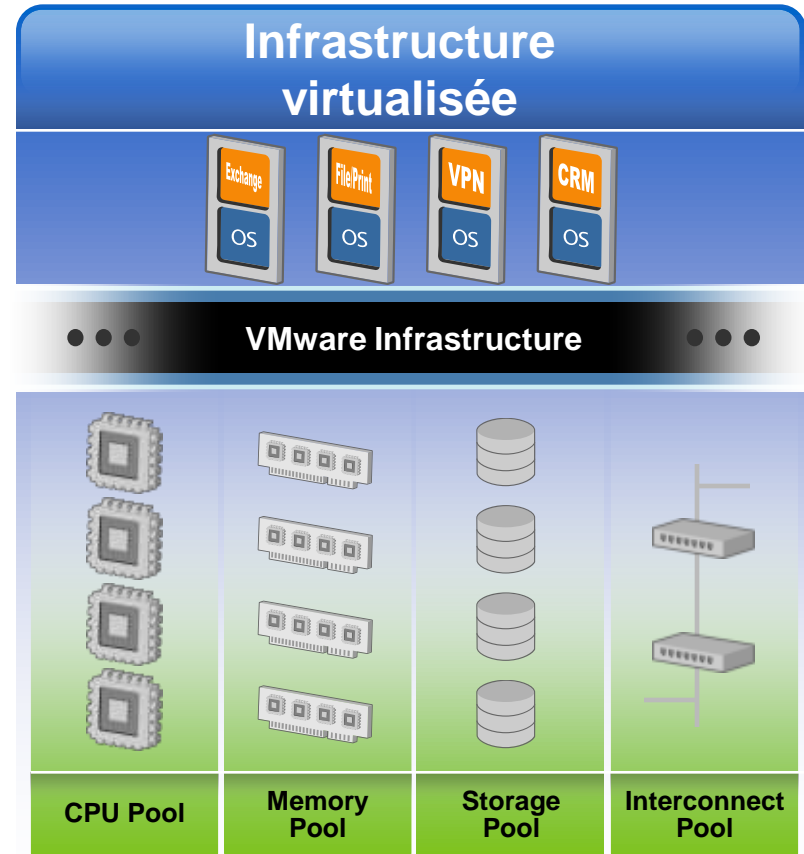 Infrastructure
virtualisée
Exchange
File/Print
VPN
CRM
OS
OS
OS
OS
VMware Infrastructure
CPU Pool
Memory
Pool
Storage
Pool
Interconnect
Pool